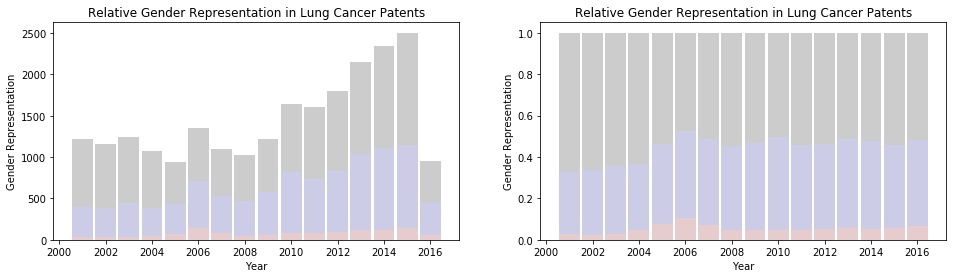 Relative Gender Representation in Lung Cancer Patents
Gender Representation
2500
2000
1500
1000
500
0
2000 2002 2004 2006 2008 2010 2012 2014 2016
Year
Relative Gender Representation in Lung Cancer Patents
Gender Representation
1.0
0.8
0.6
0.4
0.2
0.0
2000 2002 2004 2006 2008 2010 2012 2014 2016
Year